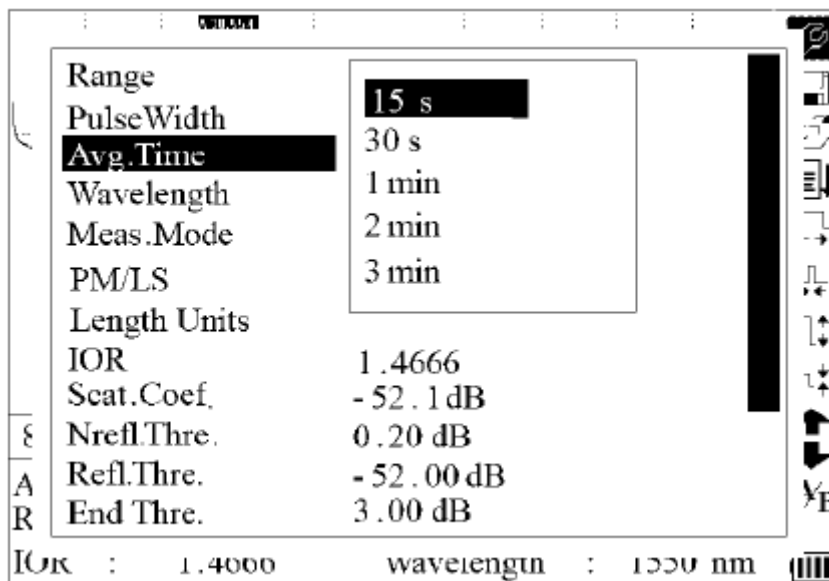 Range
PulseWidth
Avg.Time
Wavelength
Meas.Mode
PM/LS
Length Units
15 s
30 s
1 min
2 min
3 min
IOR 1.4666
Scat.Coef. -52.1dB
Nrefl.Thre. 0.20 dB
Refl.Thre. -52.00dB
End Thre. 3.00 dB
A
R
IOR : 1.4666 wavelength : 1550 nm